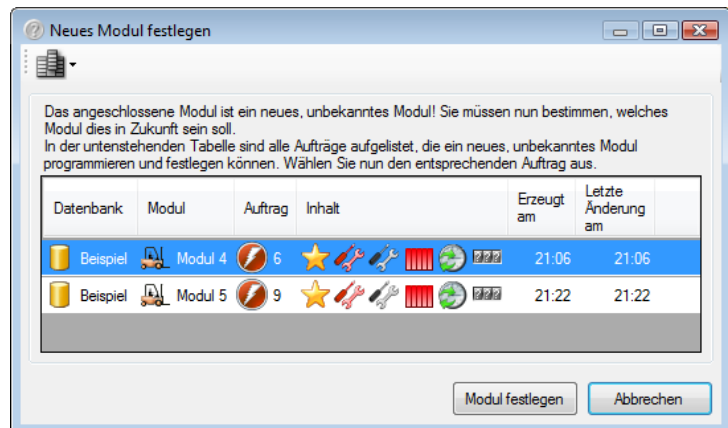 Neues Modul festlegen
Das angeschlossene Modul ist ein neues, unbekanntes Modul! Sie müssen nun bestimmen, welches
Modul dies in Zukunft sein soll.
In der untenstehenden Tabelle sind alle Aufträge aufgelistet, die ein neues, unbekanntes Modul
programmieren und festlegen können. Wählen Sie nun den entsprechenden Auftrag aus.
Datenbank Modul Auftrag Inhalt Erzeugt am Letzte Änderung am
Beispiel Modul 4 6 ??? 21:06 21:06
Beispiel Modul 5 9 ??? 21:22 21:22
Modul festlegen Abbrechen